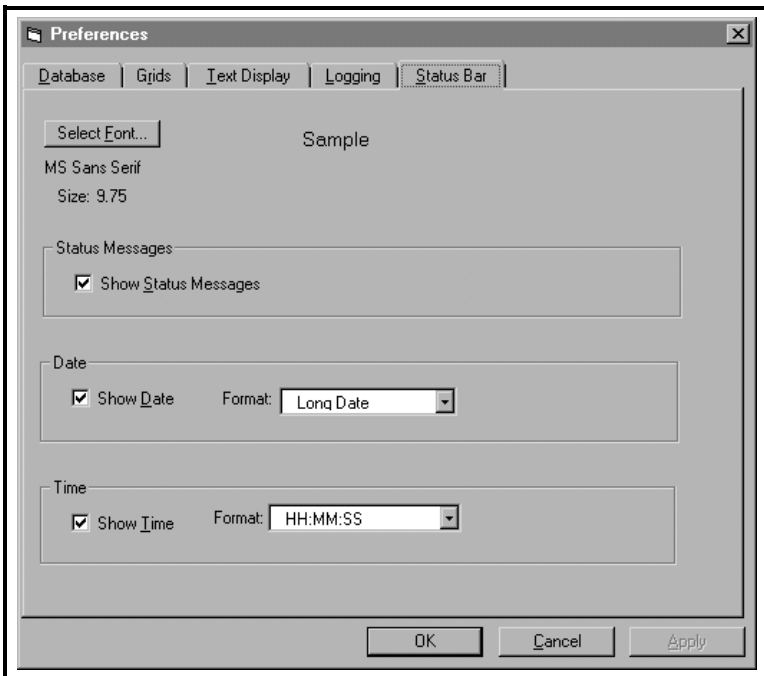 Preferences
Database Grids Text Display Logging Status Bar
Select Font... Sample
MS Sans Serif
Size: 9.75
Status Messages
Show Status Messages
Date
Show Date Format: Long Date
Time
Show Time Format: HH:MM:SS
OK Cancel Apply